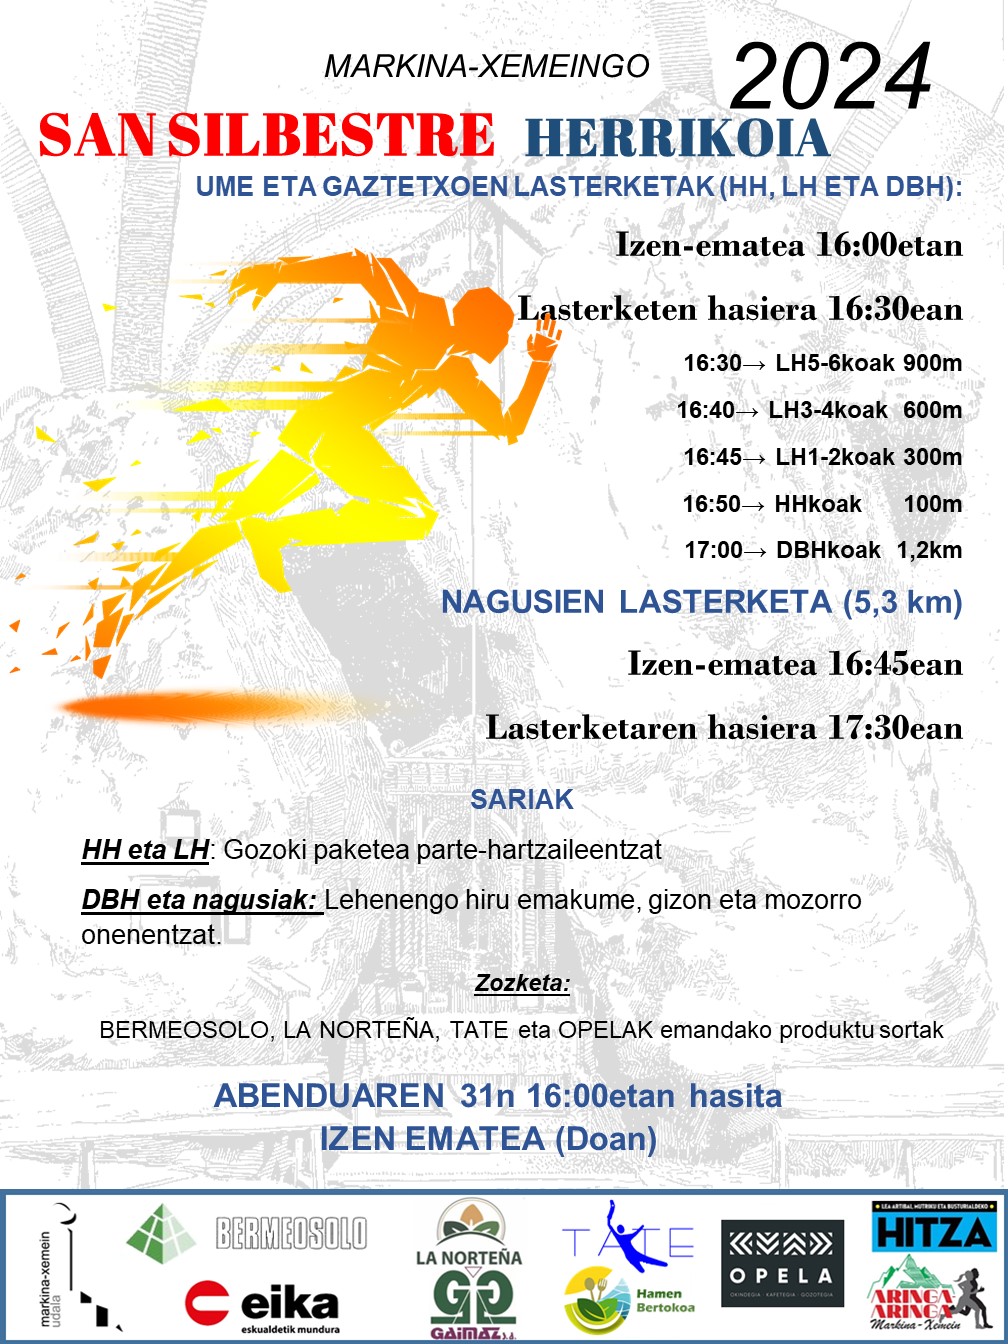 MARKINA-XEMEINGO 2024
SAN SILBESTRE HERRIKOIA
UME ETA GAZTETXOEN LASTERKETAK (HH, LH ETA DBH):
Izen-ematea 16:00etan
Lasterketen hasiera 16:30ean
16:30→ LH5-6koak 900m
16:40→ LH3-4koak 600m
16:45→ LH1-2koak 300m
16:50→ HHkoak 100m
17:00→ DBHkoak 1,2km
NAGUSIEN LASTERKETA (5,3 km)
Izen-ematea 16:45ean
Lasterketaren hasiera 17:30ean
SARIAK
HH eta LH: Gozoki paketea parte-hartzaileentzat
DBH eta nagusiak: Lehenengo hiru emakume, gizon eta mozorro
onenentzat.
Zozketa:
BERMEOSOLO, LA NORTEÑA, TATE eta OPELAK emandako produktu sortak
ABENDUAREN 31n 16:00etan hasita
IZEN EMATEA (Doan)
markina-xemein
udala
BERMEOSOLO
eika
eskualdetik mundura
LA NORTEÑA
GAIMAZ s.d.
TATE
Hamen
Bertokoa
OPELA
OKINDEGIA - KAFETEGIA - GOZOTEGIA
LEA ARTIBAI, MUTRIKU ETA BUSTURIALDEKO
HITZA
ARINGA
ARINGA
Markina-Xemein